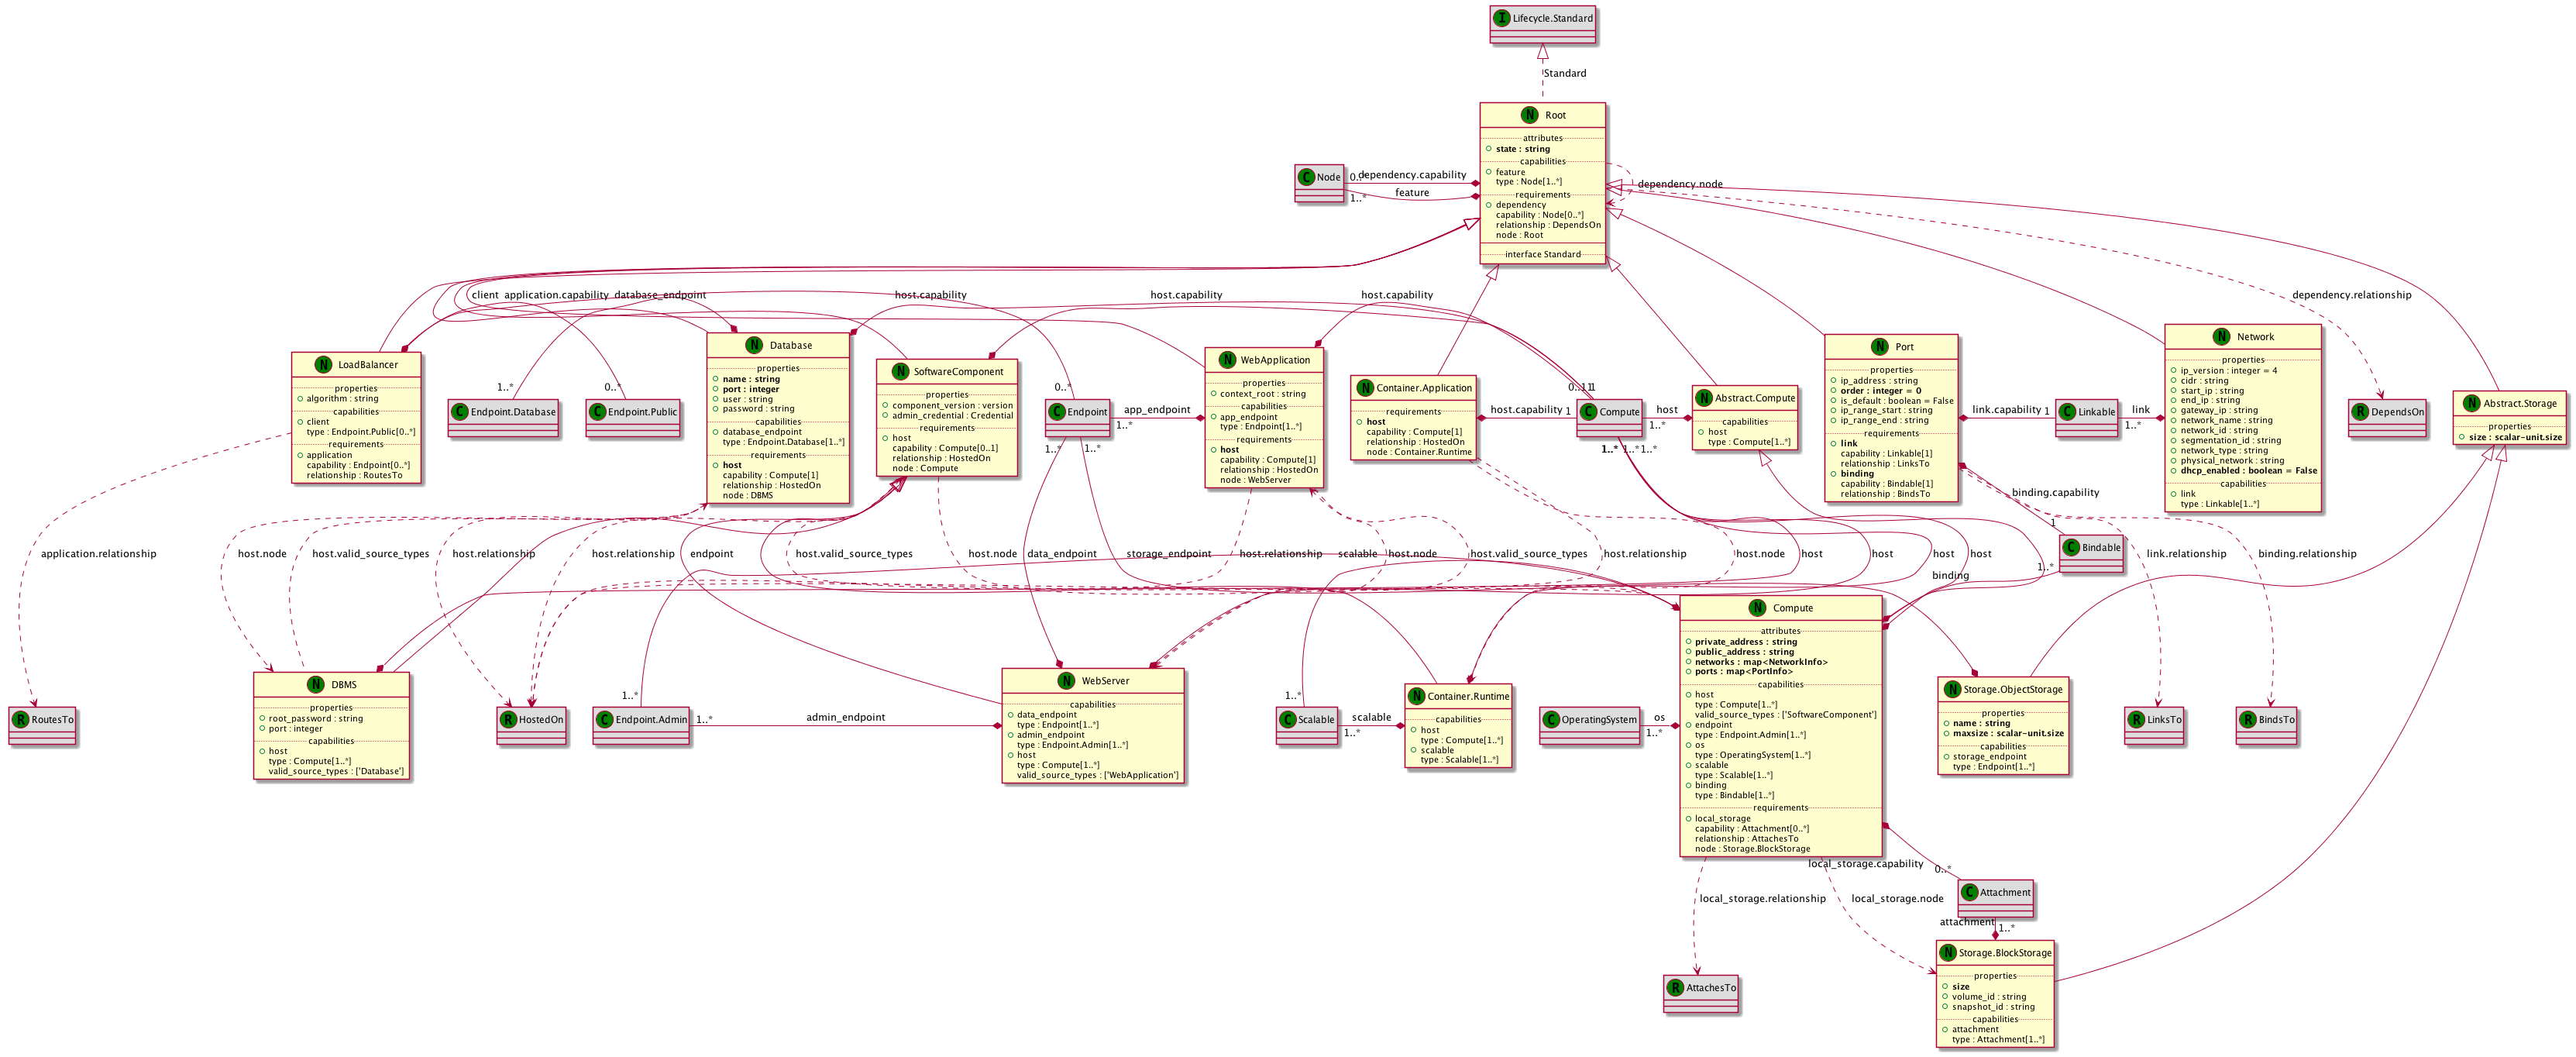 I Lifecycle.Standard
Standard
N Root
attributes
state : string
capabilities
feature
type : Node[1..*]
requirements
dependency
capability : Node[0..*]
relationship : DependsOn
node : Root
interface Standard
C Node
0..*
dependency.capability
1..*
feature
dependency.node
dependency.relationship
client
application.capability
database_endpoint
host.capability
host.capability
host.capability
N LoadBalancer
properties
algorithm : string
capabilities
client
type : Endpoint.Public[0..*]
requirements
application
capability : Endpoint[0..*]
relationship : RoutesTo
1..*
C Endpoint.Database
0..*
C Endpoint.Public
N Database
properties
name : string
port : integer
user : string
password : string
capabilities
database_endpoint
type : Endpoint.Database[1..*]
requirements
host
capability : Compute[1]
relationship : HostedOn
node : DBMS
N SoftwareComponent
properties
component_version : version
admin_credential : Credential
requirements
host
capability : Compute[0..1]
relationship : HostedOn
node : Compute
0..*
C Endpoint
app_endpoint
1..*
1..*
1..*
N WebApplication
properties
context_root : string
capabilities
app_endpoint
type : Endpoint[1..*]
requirements
host
capability : Compute[1]
relationship : HostedOn
node : WebServer
N Container.Application
requirements
host
capability : Compute[1]
relationship : HostedOn
node : Container.Runtime
host.capability
1
0..1
1
1
C Compute
host
1..*
1..*
1..*
1..*
N Abstract.Compute
capabilities
host
type : Compute[1..*]
N Port
properties
ip_address : string
order : integer = 0
is_default : boolean = False
ip_range_start : string
ip_range_end : string
requirements
link
capability : Linkable[1]
relationship : LinksTo
binding
capability : Bindable[1]
relationship : BindsTo
link.capability
1
C Linkable
link
1..*
N Network
properties
ip_version : integer = 4
cidr : string
start_ip : string
end_ip : string
gateway_ip : string
network_name : string
network_id : string
segmentation_id : string
network_type : string
physical_network : string
dhcp_enabled : boolean = False
capabilities
link
type : Linkable[1..*]
R DependsOn
N Abstract.Storage
properties
size : scalar-unit.size
binding.capability
1
C Bindable
1..*
application.relationship
host.node
host.valid_source_types
host.relationship
host.relationship
endpoint
host.valid_source_types
host.node
data_endpoint
storage_endpoint
host.relationship
scalable
host.node
host.valid_source_types
host.relationship
host.node
host
host
host
host
binding
link.relationship
binding.relationship
R RoutesTo
N DBMS
properties
root_password : string
port : integer
capabilities
host
type : Compute[1..*]
valid_source_types : ['Database']
R HostedOn
1..*
C Endpoint.Admin
1..*
admin_endpoint
N WebServer
capabilities
data_endpoint
type : Endpoint[1..*]
admin_endpoint
type : Endpoint.Admin[1..*]
host
type : Compute[1..*]
valid_source_types : ['WebApplication']
1..*
C Scalable
scalable
1..*
N Container.Runtime
capabilities
host
type : Compute[1..*]
scalable
type : Scalable[1..*]
C OperatingSystem
os
1..*
N Compute
attributes
private_address : string
public_address : string
networks : map<NetworkInfo>
ports : map<PortInfo>
capabilities
host
type : Compute[1..*]
valid_source_types : ['SoftwareComponent']
endpoint
type : Endpoint.Admin[1..*]
os
type : OperatingSystem[1..*]
scalable
type : Scalable[1..*]
binding
type : Bindable[1..*]
requirements
local_storage
capability : Attachment[0..*]
relationship : AttachesTo
node : Storage.BlockStorage
N Storage.ObjectStorage
properties
name : string
maxsize : scalar-unit.size
capabilities
storage_endpoint
type : Endpoint[1..*]
R LinksTo
R BindsTo
local_storage.capability
0..*
local_storage.relationship
local_storage.node
C Attachment
attachment
1..*
R AttachesTo
N Storage.BlockStorage
properties
size
volume_id : string
snapshot_id : string
capabilities
attachment
type : Attachment[1..*]